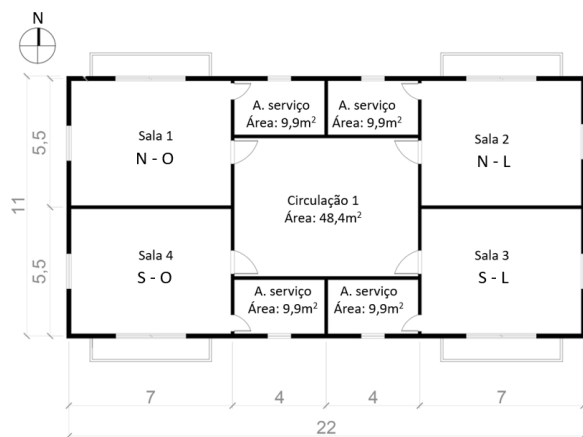 N
A. serviço
Área: 9,9m²
A. serviço
Área: 9,9m²
Sala 1
N - O
Sala 2
N - L
5,5
11
Circulação 1
Área: 48,4m²
5,5
Sala 4
S - O
Sala 3
S - L
A. serviço
Área: 9,9m²
A. serviço
Área: 9,9m²
7
4
4
7
22